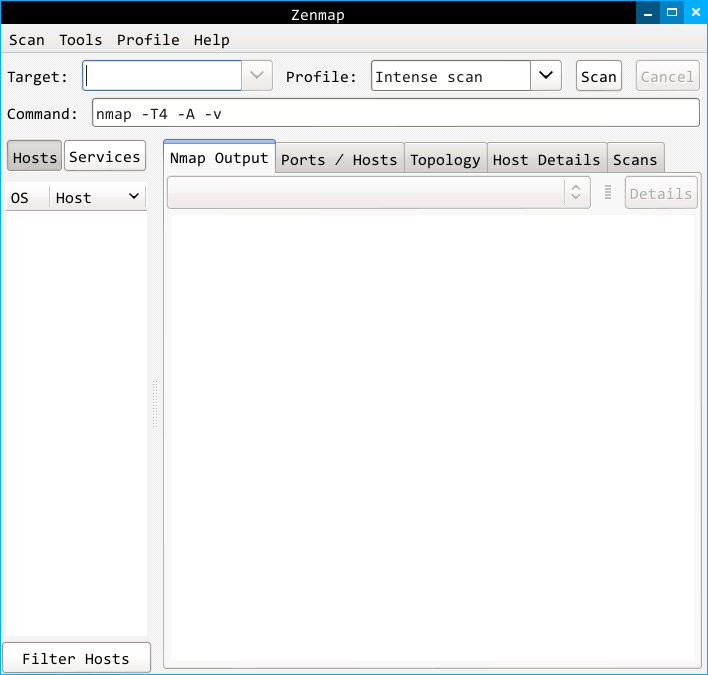 Zenmap
Scan Tools Profile Help
Target: Profile: Intense scan Scan Cancel
Command: nmap -T4 -A -v
Hosts Services Nmap Output Ports / Hosts Topology Host Details Scans
OS Host Details
Filter Hosts